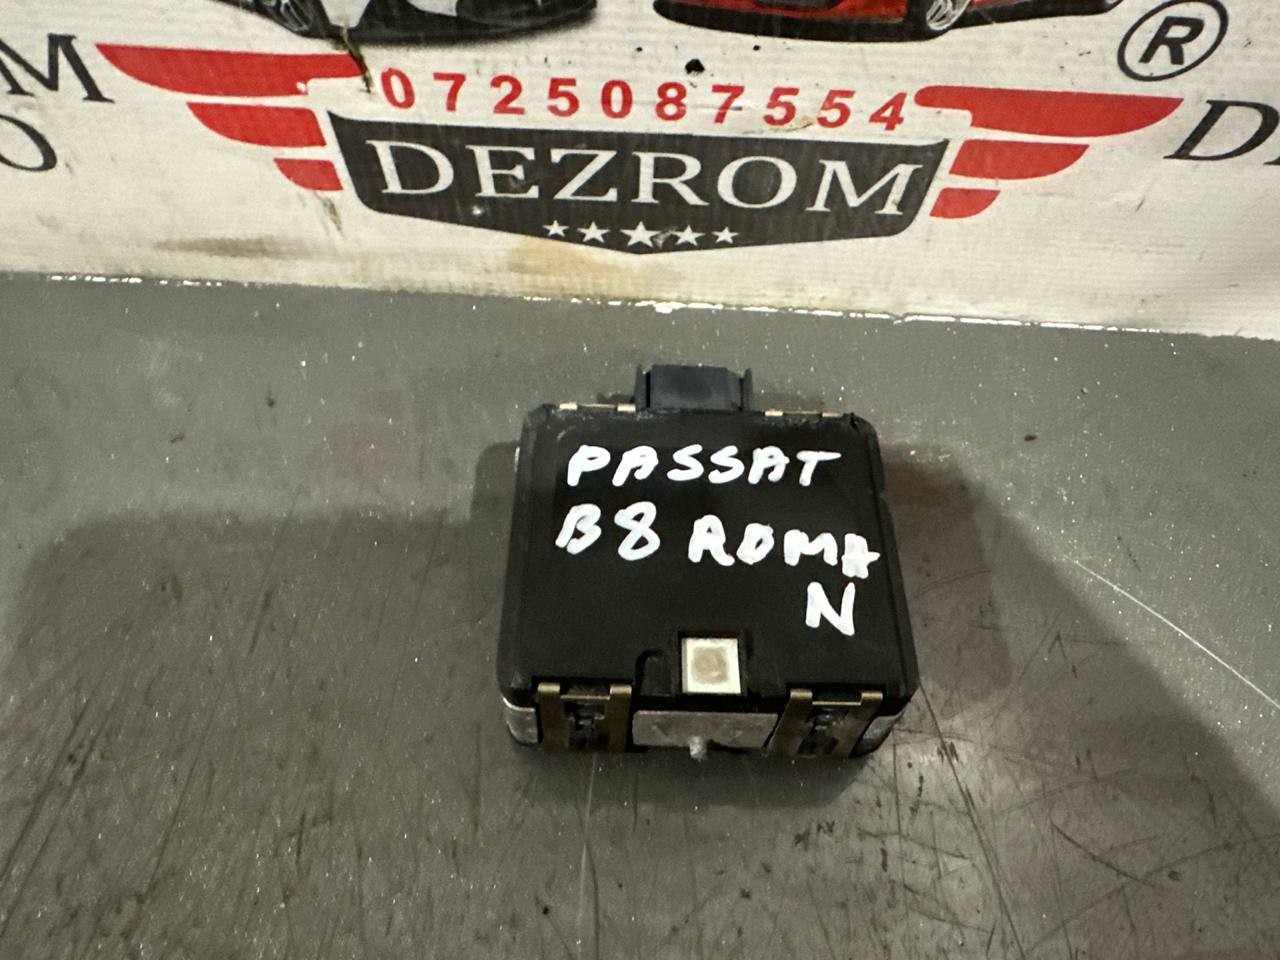 ®
0725087554
M
DEZROM
D
O
PASSAT
B8 ROMA
N